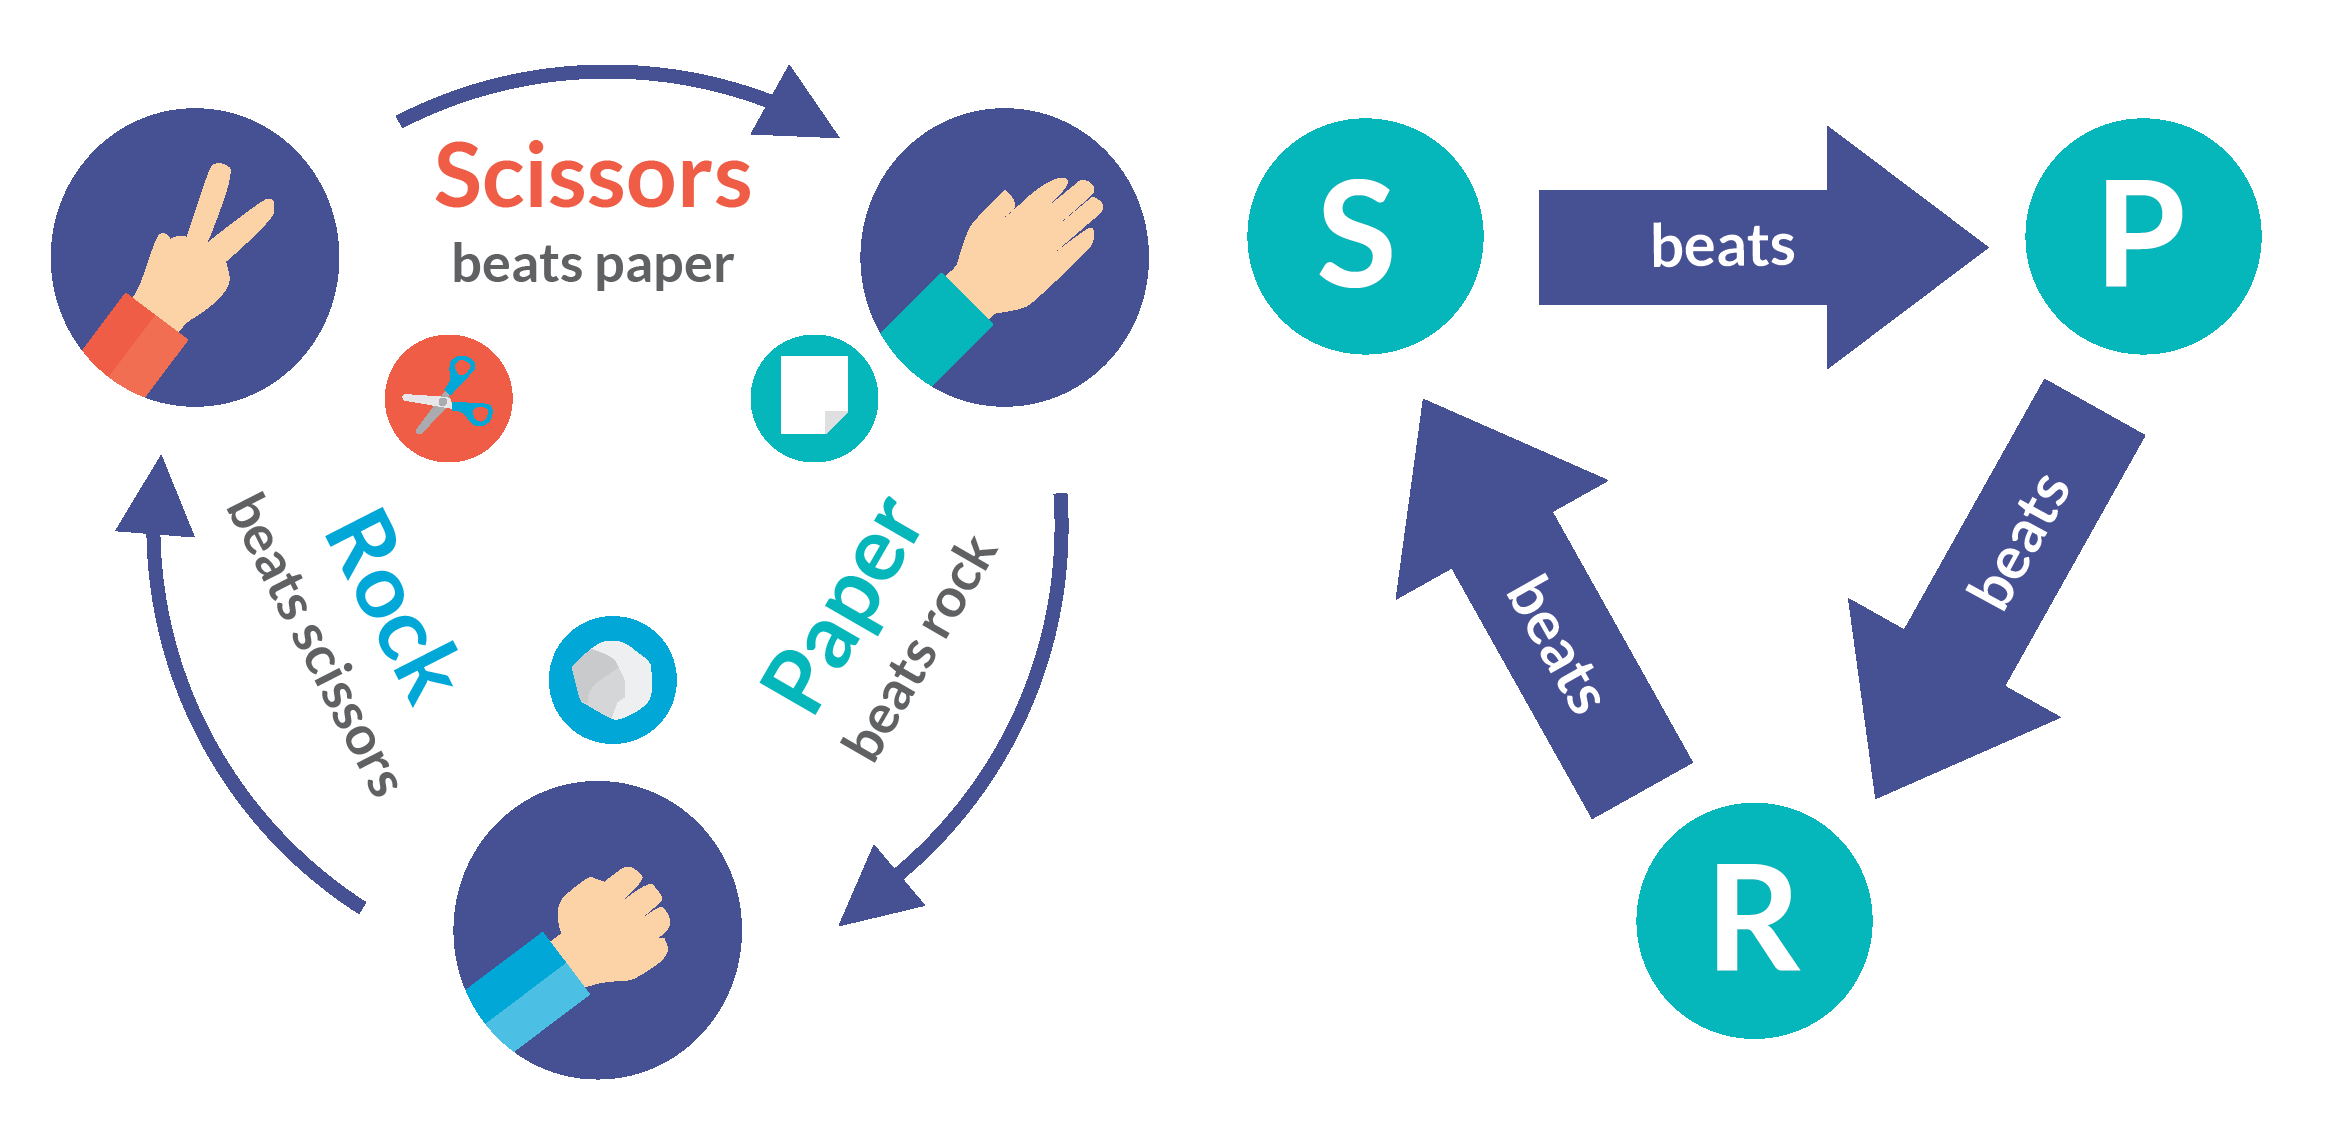 Scissors
beats paper
Rock
beats scissors
Paper
beats rock
S
beats
P
beats
beats
R